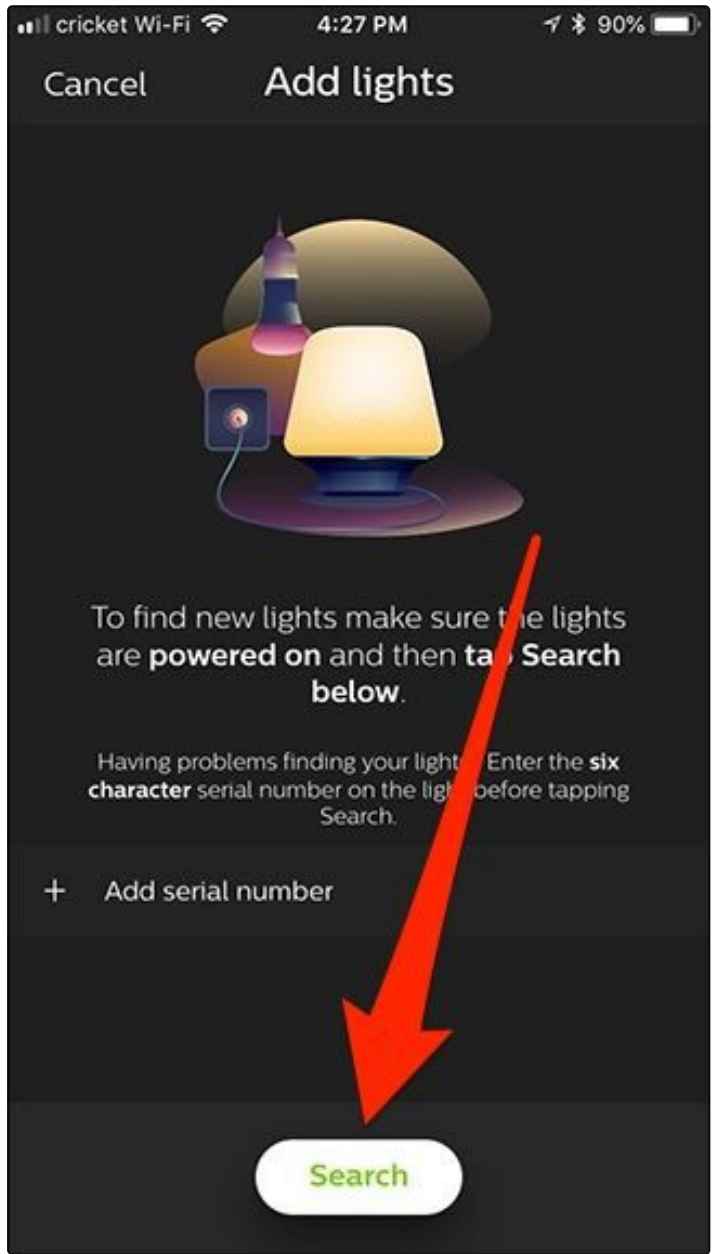 cricket Wi-Fi 4:27 PM 90%
Cancel Add lights
To find new lights make sure the lights
are powered on and then tap Search
below.
Having problems finding your light Enter the six
character serial number on the light before tapping
Search.
+ Add serial number
Search